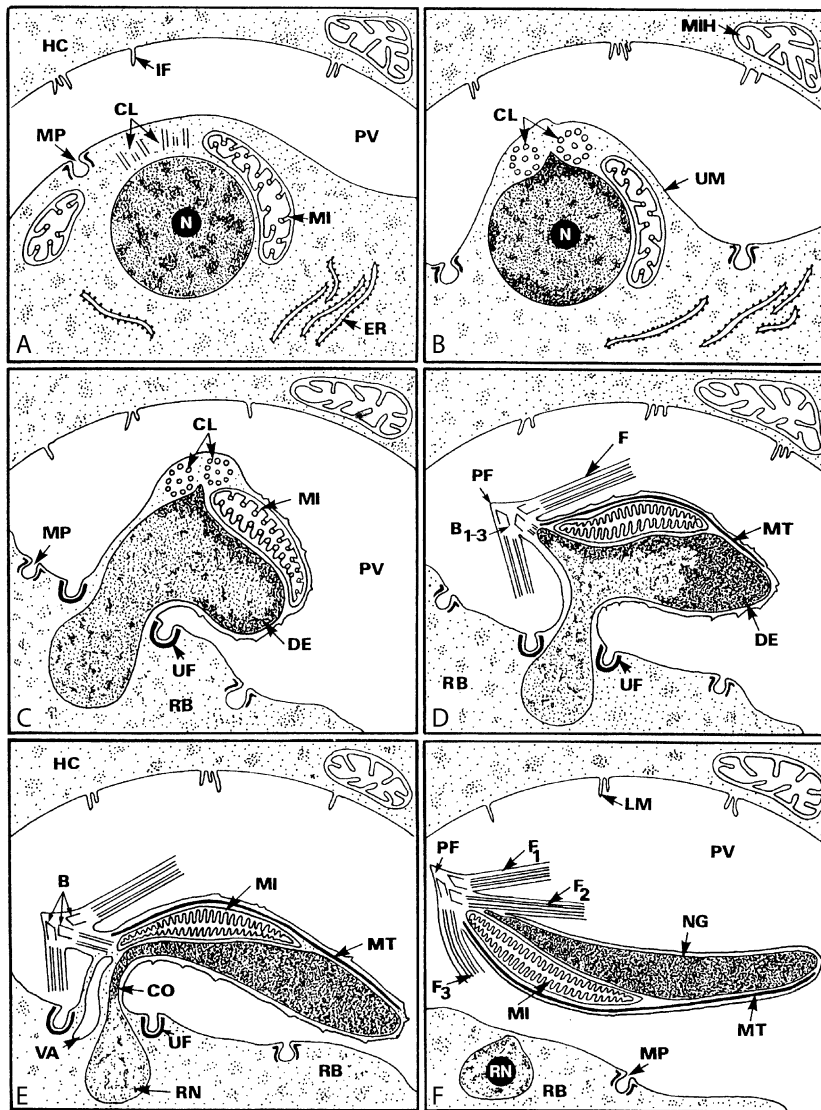 HC
IF
CL
MP
PV
N
MI
ER
A
MIH
CL
UM
N
B
CL
MI
MP
PV
DE
UF
RB
C
F
PF
B1-3
MT
DE
RB
UF
D
HC
B
MI
MT
CO
VA
UF
RB
RN
E
LM
PF
F1
PV
F2
NG
F3
MI
MT
RN
MP
RB
F